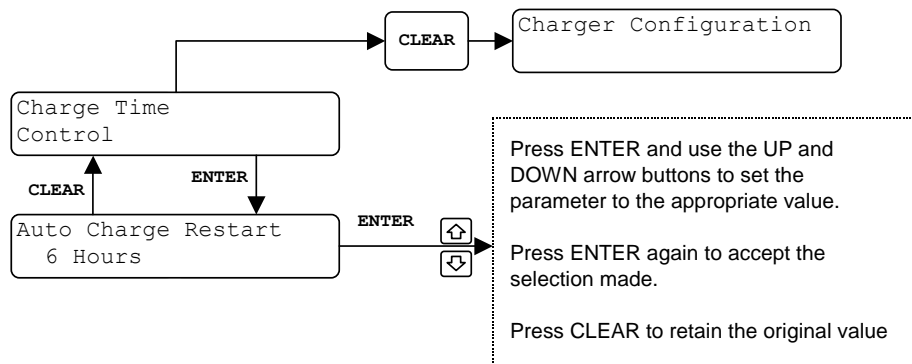 CLEAR
Charger Configuration
Charge Time
Control
CLEAR
ENTER
Auto Charge Restart
6 Hours
ENTER
Press ENTER and use the UP and
DOWN arrow buttons to set the
parameter to the appropriate value.
Press ENTER again to accept the
selection made.
Press CLEAR to retain the original value